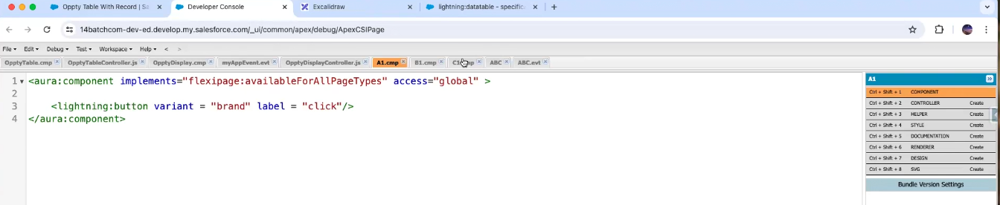 Oppty Table With Record | Sal
Developer Console
Excalidraw
lightning:datatable - specific
14batchcom-dev-ed.develop.my.salesforce.com/_ui/common/apex/debug/ApexCSIPage
File Edit Debug Test Workspace Help < >
OpptyTable.cmp OpptyTableController.js OpptyDisplay.cmp myAppEvent.evt OpptyDisplayController.js A1.cmp B1.cmp ABC ABC.evt
1 <aura:component implements="flexipage:availableForAllPageTypes" access="global" >
2
3 <lightning:button variant = "brand" label = "click"/>
4 </aura:component>
A1
Ctrl + Shift + 1 COMPONENT
Ctrl + Shift + 2 CONTROLLER Create
Ctrl + Shift + 3 HELPER Create
Ctrl + Shift + 4 STYLE Create
Ctrl + Shift + 5 DOCUMENTATION Create
Ctrl + Shift + 6 RENDERER Create
Ctrl + Shift + 7 DESIGN Create
Ctrl + Shift + 8 SVG Create
Bundle Version Settings